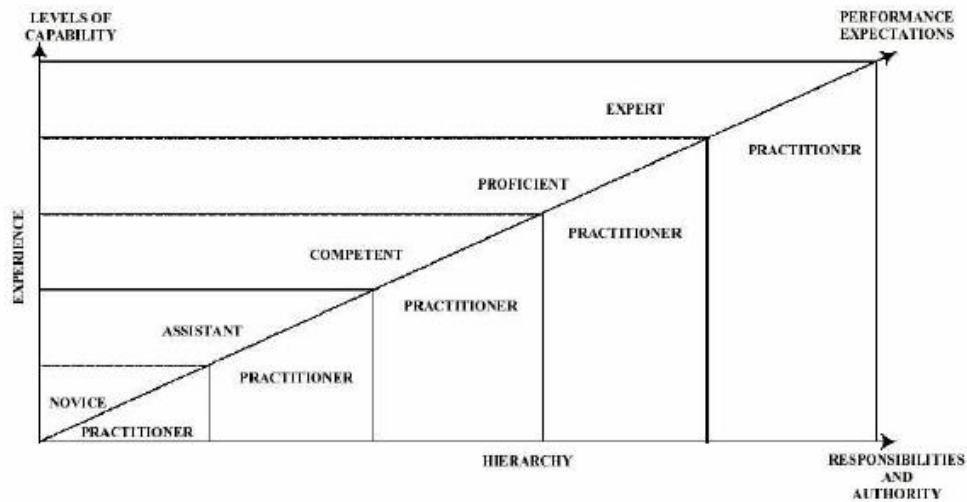 LEVELS OF
CAPABILITY
PERFORMANCE
EXPECTATIONS
EXPERT
PRACTITIONER
PROFICIENT
PRACTITIONER
COMPETENT
PRACTITIONER
ASSISTANT
PRACTITIONER
NOVICE
PRACTITIONER
EXPERIENCE
HIERARCHY
RESPONSIBILITIES
AND
AUTHORITY